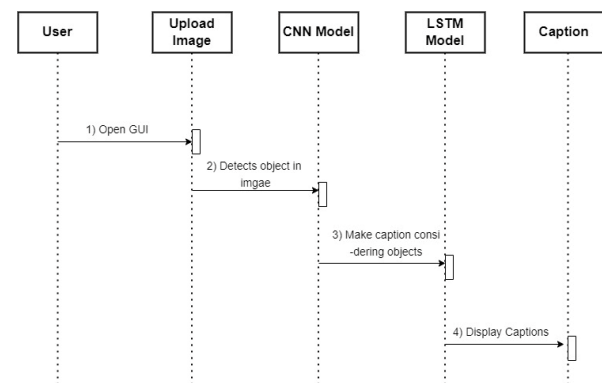 User
Upload
Image
CNN Model
LSTM
Model
Caption
1) Open GUI
2) Detects object in
imgae
3) Make caption consi
-dering objects
4) Display Captions